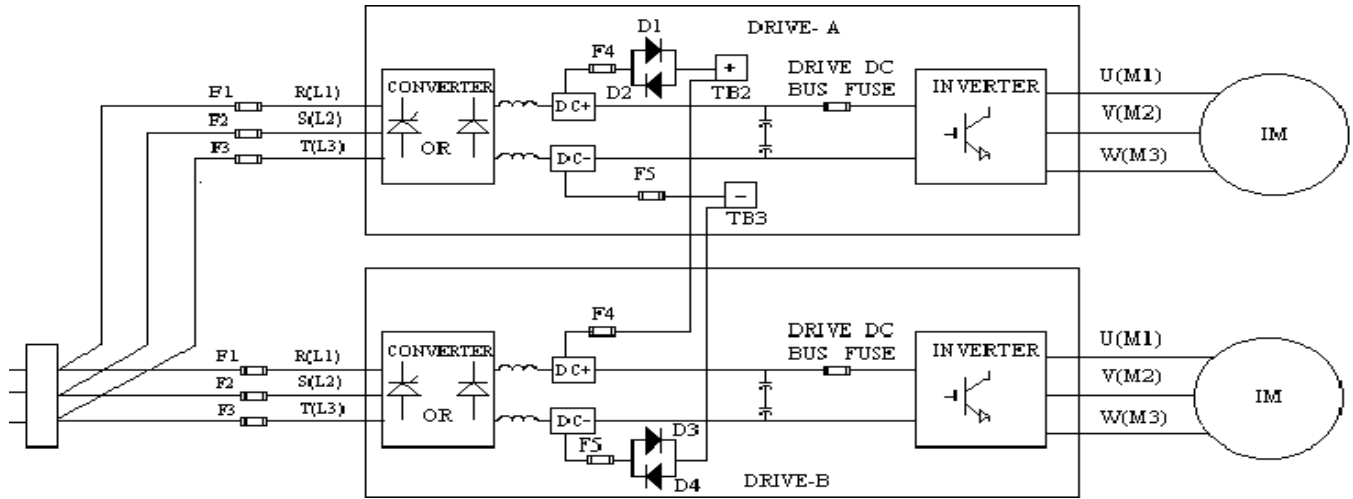 D1
DRIVE- A
F4
CONVERTER
+
DRIVE DC
BUS FUSE
INVERTER
U(M1)
F1
R(L1)
D2
TB2
DC+
F2
S(L2)
V(M2)
IM
OR
F3
T(L3)
DC-
W(M3)
F5
-
TB3
F4
DRIVE DC
BUS FUSE
U(M1)
F1
R(L1)
CONVERTER
INVERTER
DC+
F2
S(L2)
V(M2)
IM
F3
T(L3)
OR
DC-
D3
W(M3)
F5
D4
DRIVE-B